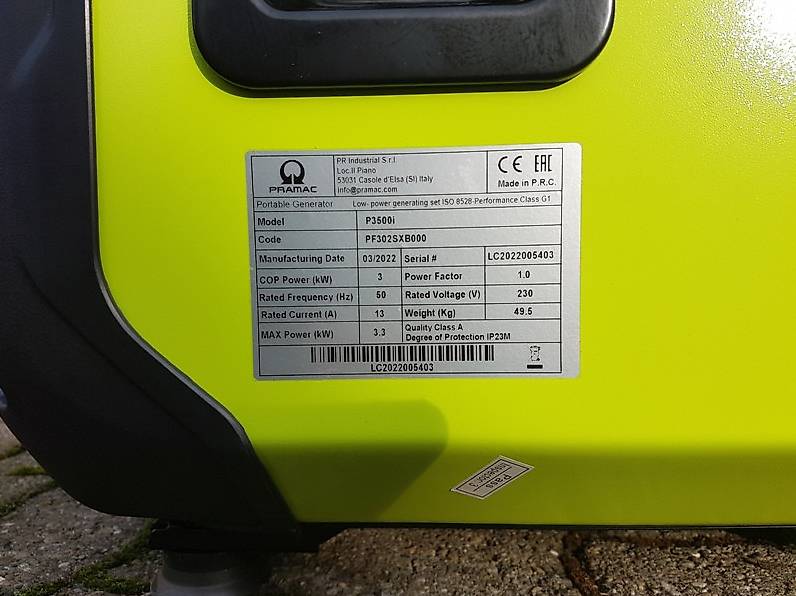 PRAMAC
PR Industrial S.r.l.
Loc.Il Piano
53031 Casole d'Elsa (SI) Italy
info@pramac.com
CE EAC
Made in P.R.C.
Portable Generator Low- power generating set ISO 8528-Performance Class G1
Model P3500i
Code PF302SXB000
Manufacturing Date 03/2022 Serial # LC2022005403
COP Power (kW) 3 Power Factor 1.0
Rated Frequency (Hz) 50 Rated Voltage (V) 230
Rated Current (A) 13 Weight (Kg) 49.5
MAX Power (kW) 3.3 Quality Class A
Degree of Protection IP23M
LC2022005403
Pass
Inspector 3